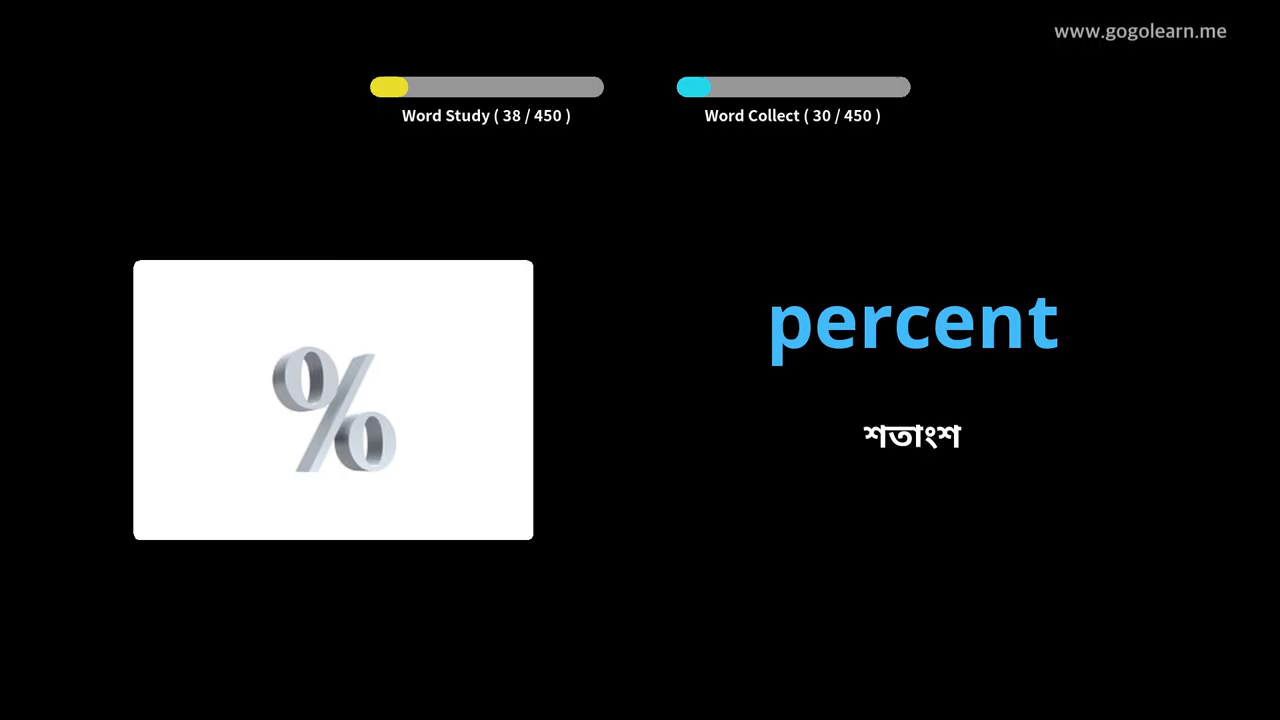 www.gogolearn.me
Word Study ( 38 / 450 )
Word Collect ( 30 / 450 )
%
percent
শতাংশ